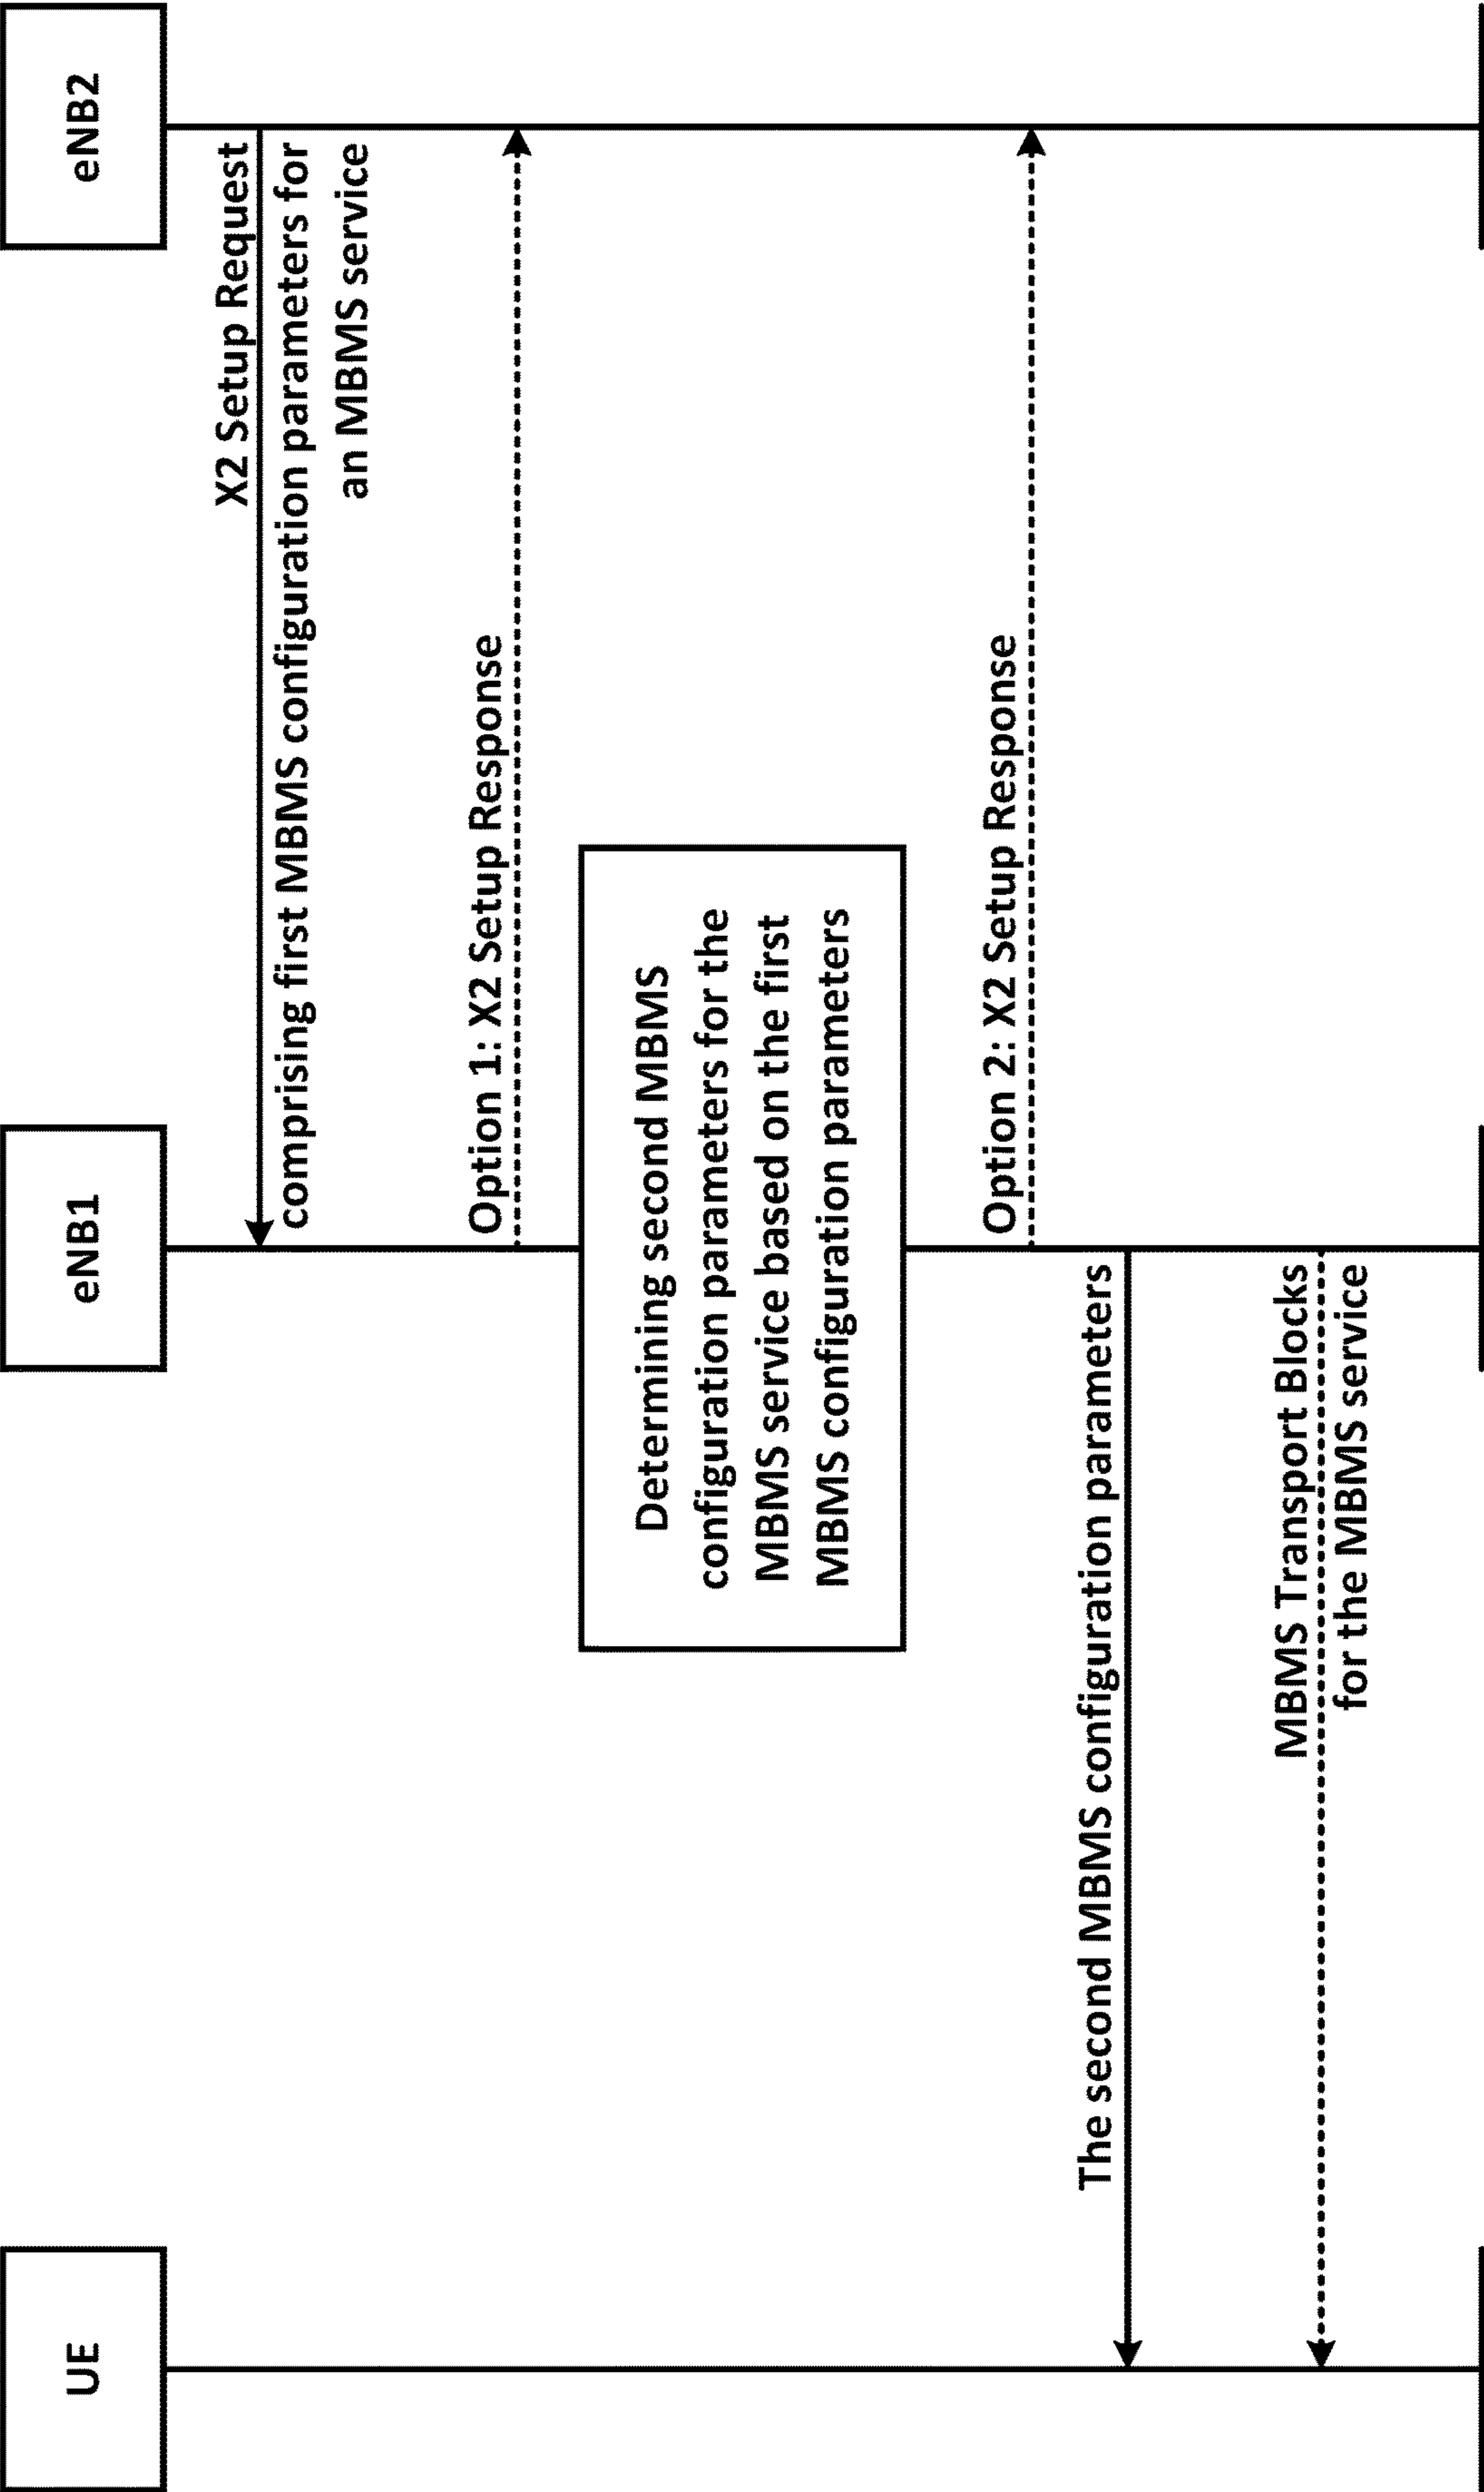 UE
eNB1
eNB2
X2 Setup Request
comprising first MBMS configuration parameters for
an MBMS service
Option 1: X2 Setup Response
Determining second MBMS
configuration parameters for the
MBMS service based on the first
MBMS configuration parameters
Option 2: X2 Setup Response
The second MBMS configuration parameters
MBMS Transport Blocks
for the MBMS service